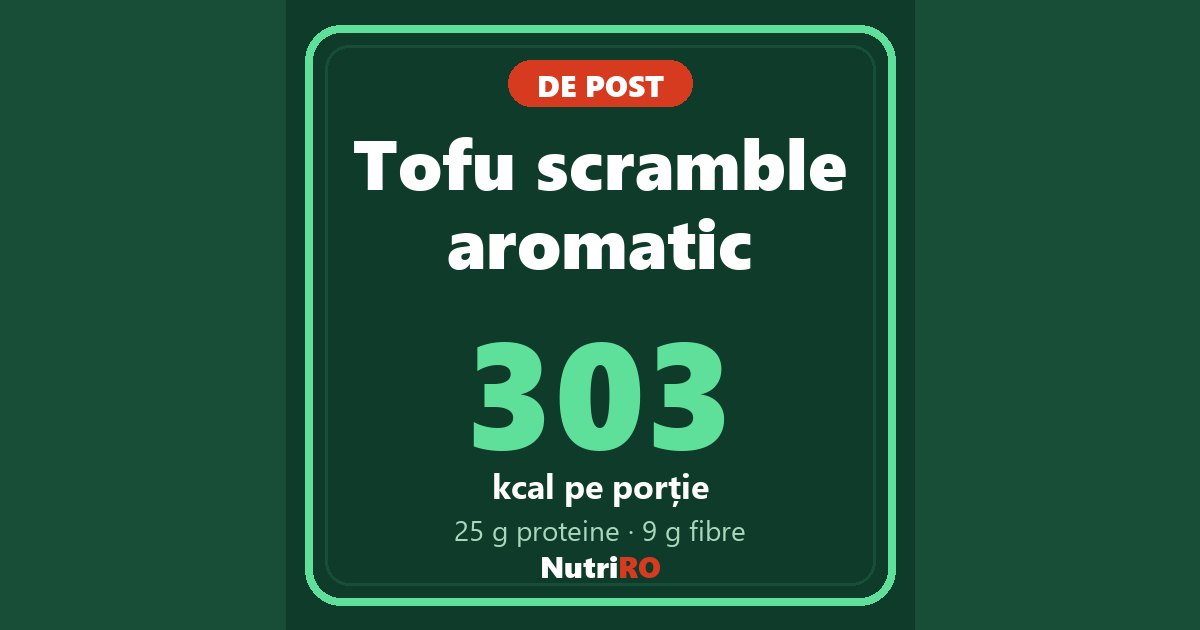 DE POST
Tofu scramble
aromatic
303
kcal pe porție
25 g proteine · 9 g fibre
NutriRO